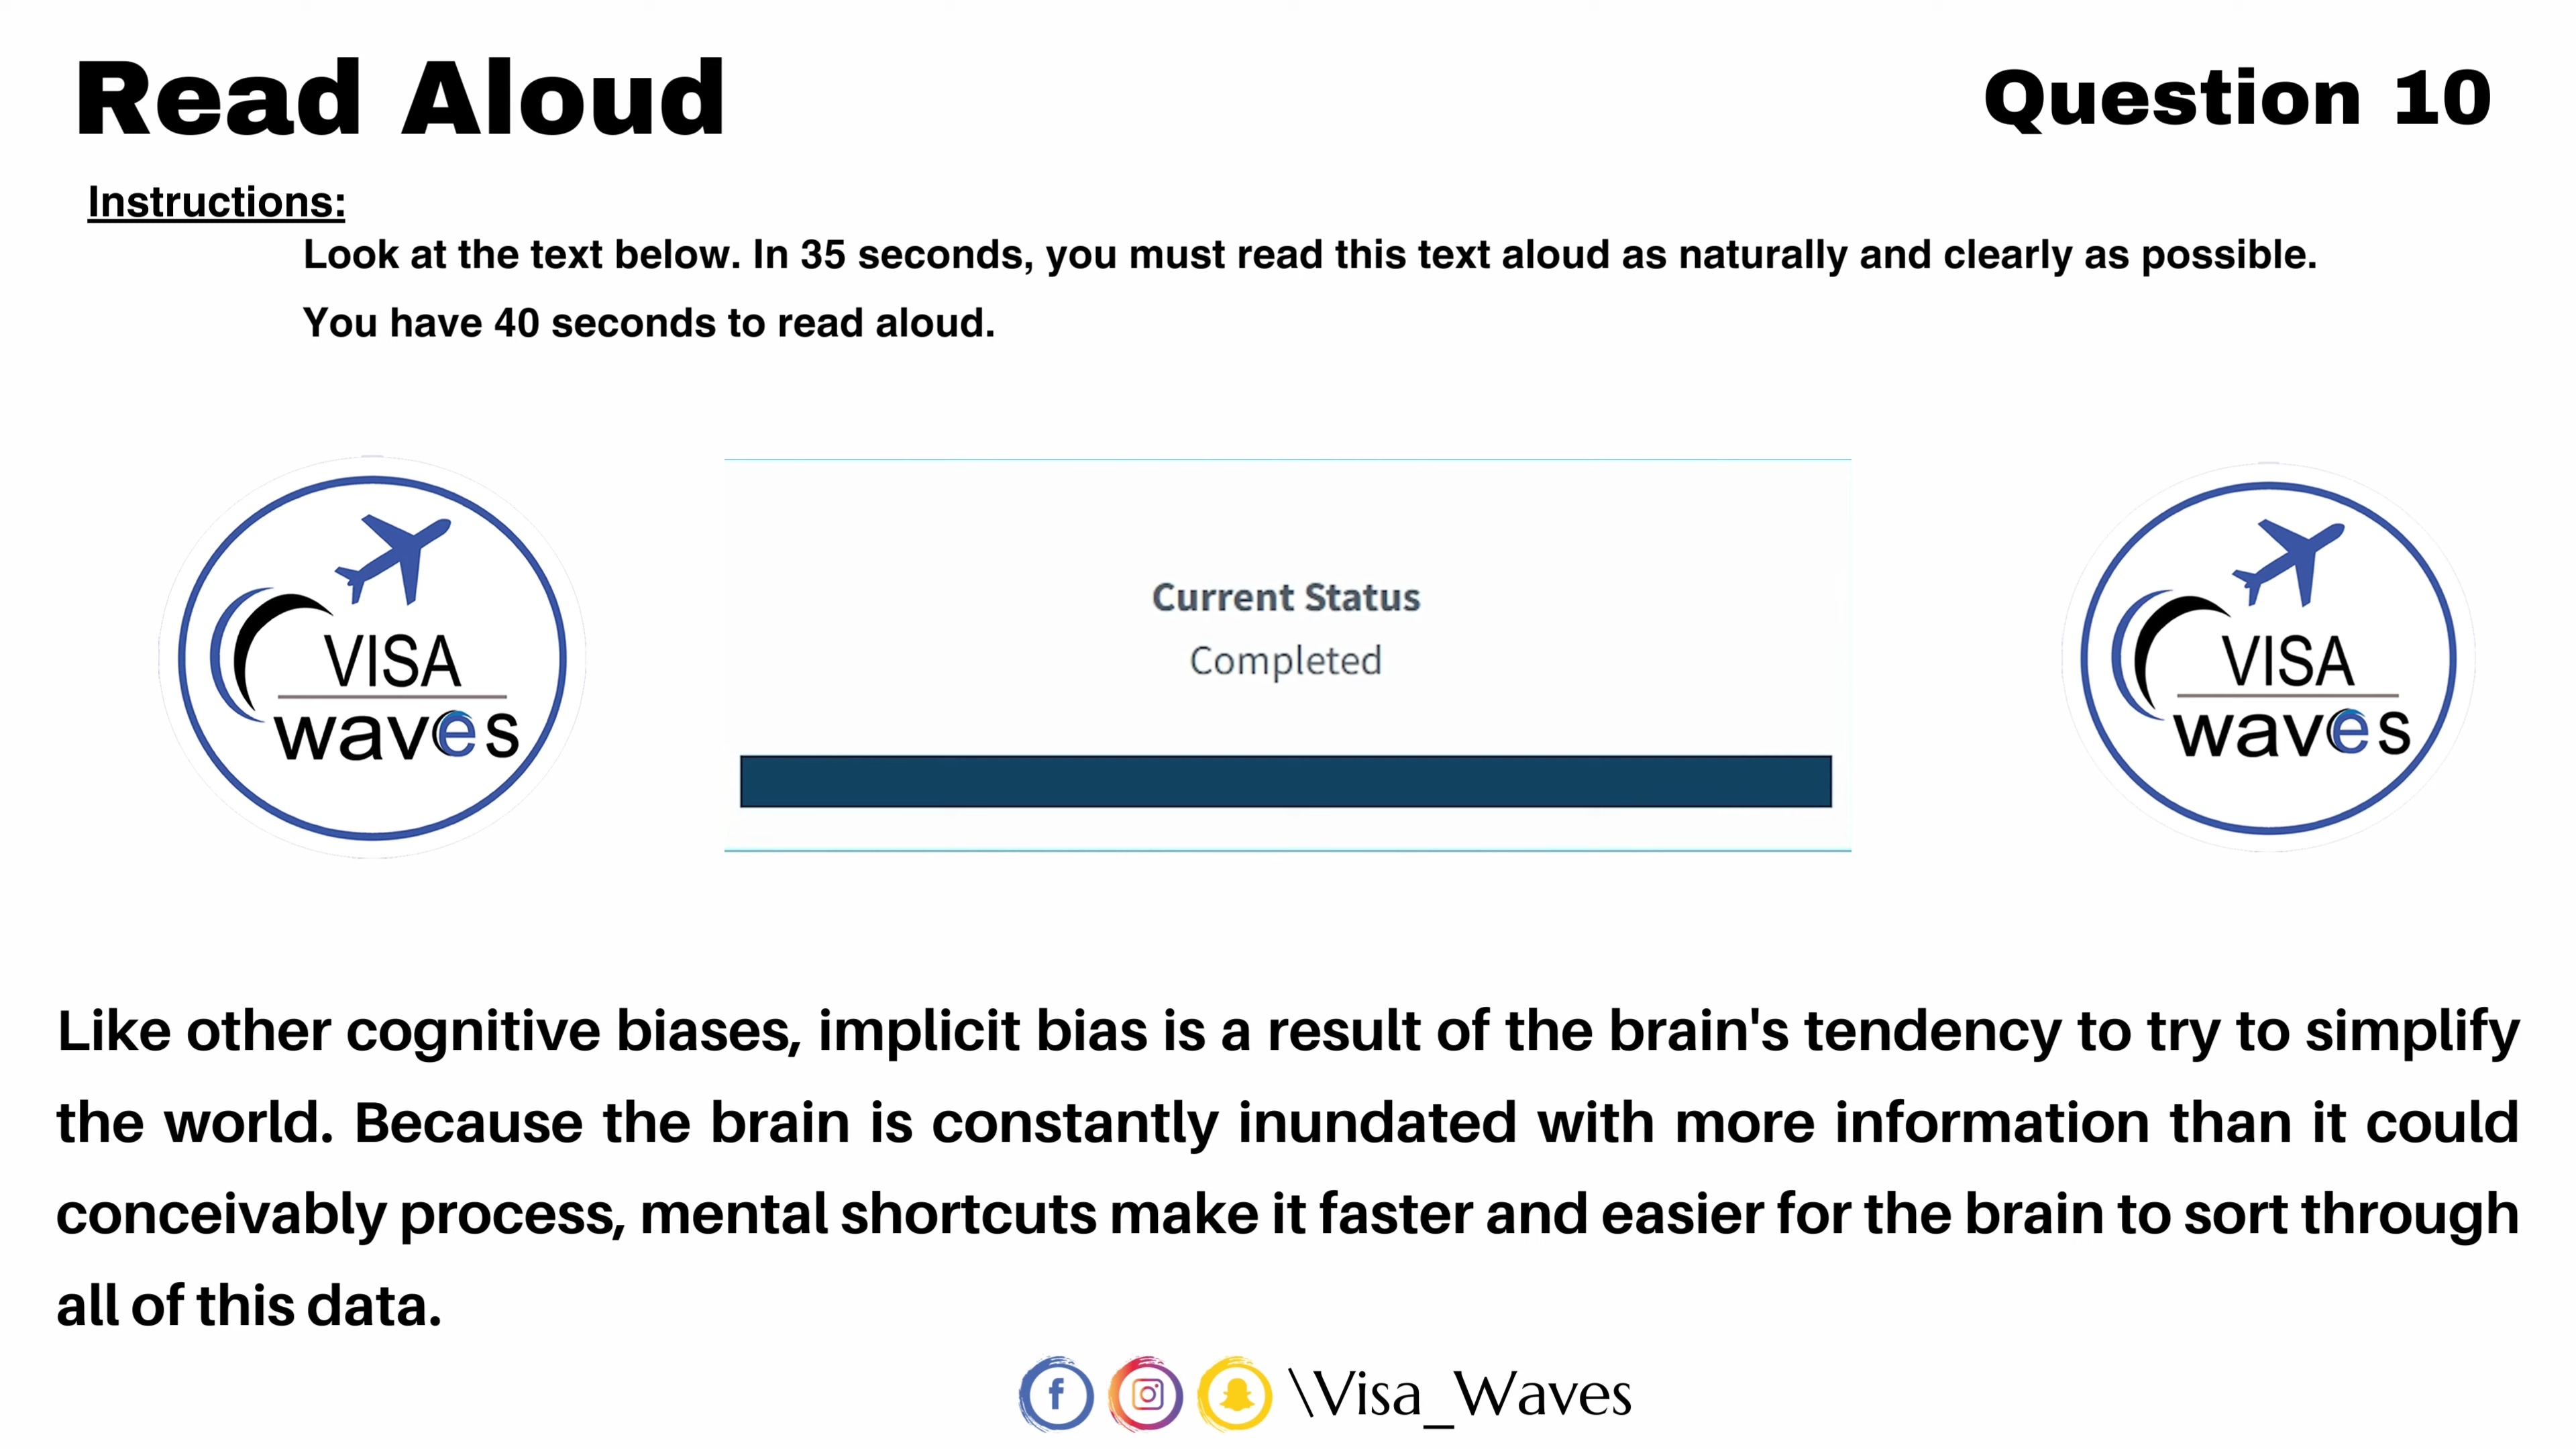 Read Aloud
Question 10
Instructions:
Look at the text below. In 35 seconds, you must read this text aloud as naturally and clearly as possible.
You have 40 seconds to read aloud.
VISA
waves
Current Status
Completed
VISA
waves
Like other cognitive biases, implicit bias is a result of the brain's tendency to try to simplify
the world. Because the brain is constantly inundated with more information than it could
conceivably process, mental shortcuts make it faster and easier for the brain to sort through
all of this data.
\Visa_Waves